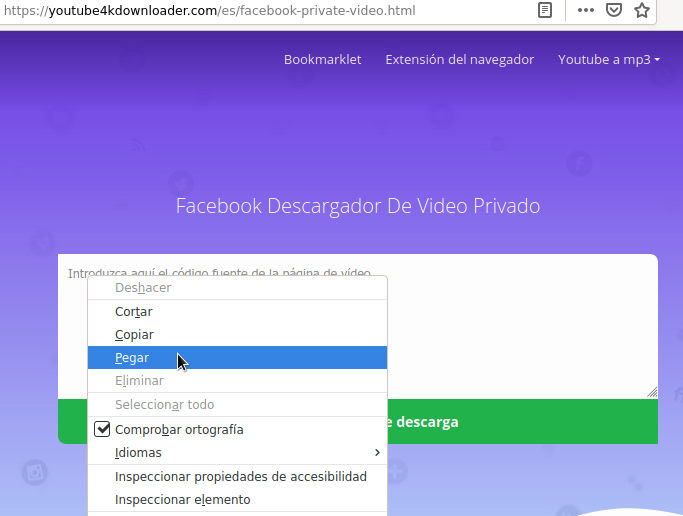 https://youtube4kdownloader.com/es/facebook-private-video.html
Bookmarklet Extensión del navegador Youtube a mp3
Facebook Descargador De Video Privado
Introduzca aquí el código fuente de la página de vídeo
Deshacer
Cortar
Copiar
Pegar
Eliminar
Seleccionar todo
e descarga
Comprobar ortografía
Idiomas
Inspeccionar propiedades de accesibilidad
Inspeccionar elemento